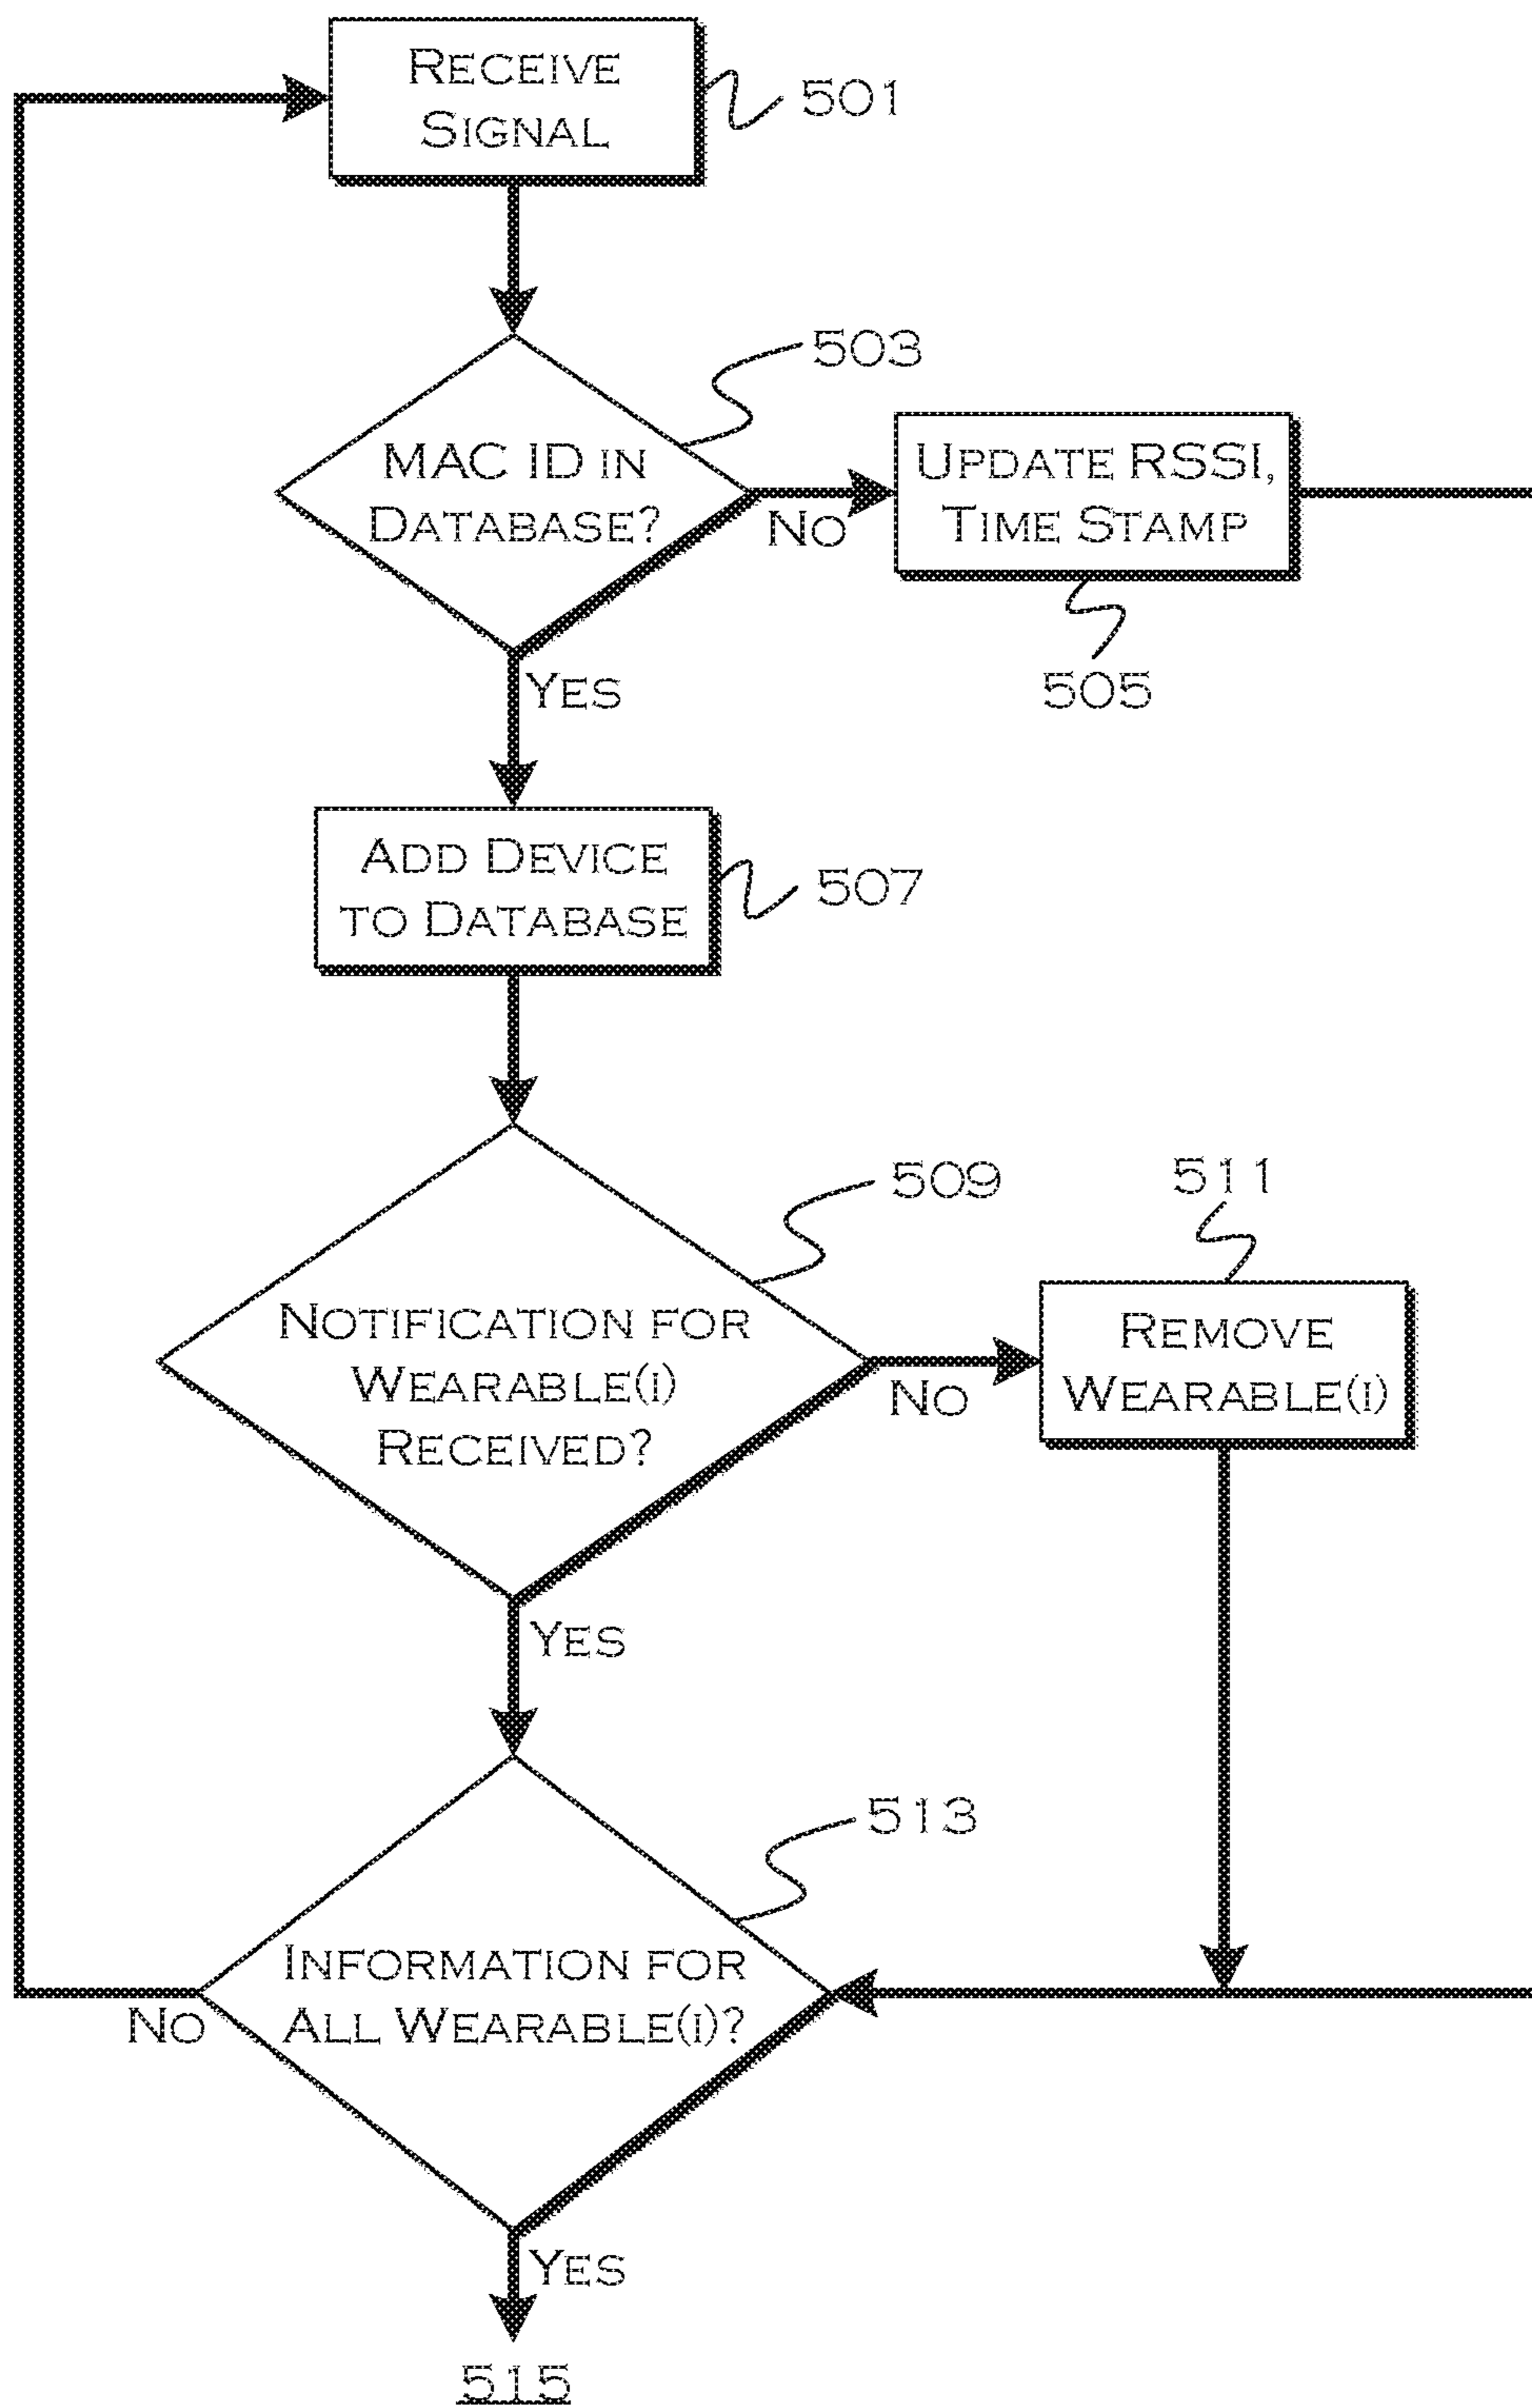 RECEIVE
SIGNAL
501
503
MAC ID IN
DATABASE?
NO
UPDATE RSSI,
TIME STAMP
505
YES
ADD DEVICE
TO DATABASE
507
509
511
NOTIFICATION FOR
WEARABLE(I)
RECEIVED?
NO
REMOVE
WEARABLE(I)
YES
513
INFORMATION FOR
ALL WEARABLE(I)?
NO
YES
515